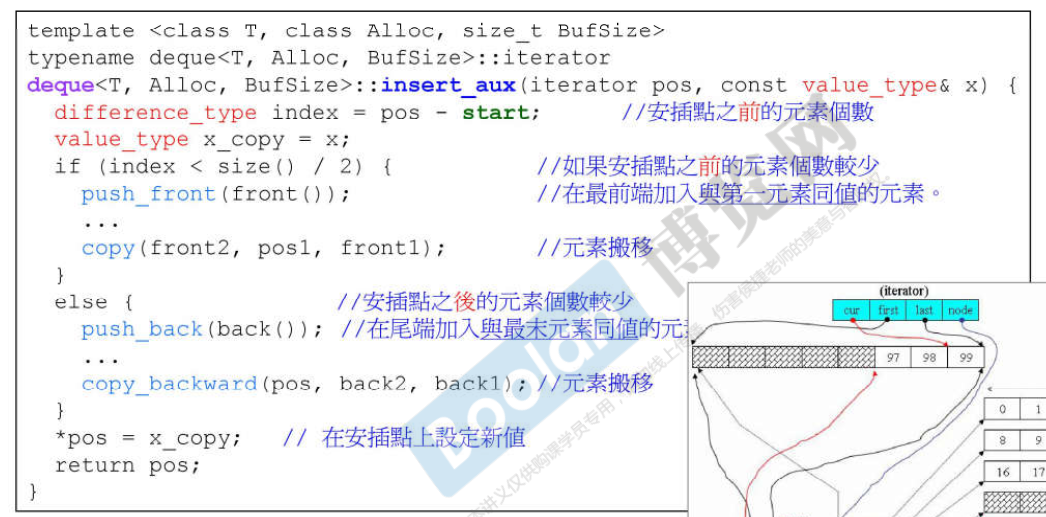 template <class T, class Alloc, size_t BufSize>
typename deque<T, Alloc, BufSize>::iterator
deque<T, Alloc, BufSize>::insert_aux(iterator pos, const value_type& x) {
difference_type index = pos - start; //安插點之前的元素個數
value_type x_copy = x;
if (index < size() / 2) { //如果安插點之前的元素個數較少
push_front(front()); //在最前端加入與第一元素同值的元素。
...
copy(front2, pos1, front1); //元素搬移
}
else { //安插點之後的元素個數較少
push_back(back()); //在尾端加入與最末元素同值的元
...
copy_backward(pos, back2, back1); //元素搬移
}
*pos = x_copy; // 在安插點上設定新值
return pos;
}
(iterator)
cur first last node
97 98 99
0 1
8 9
16 17
Boolan
博览网